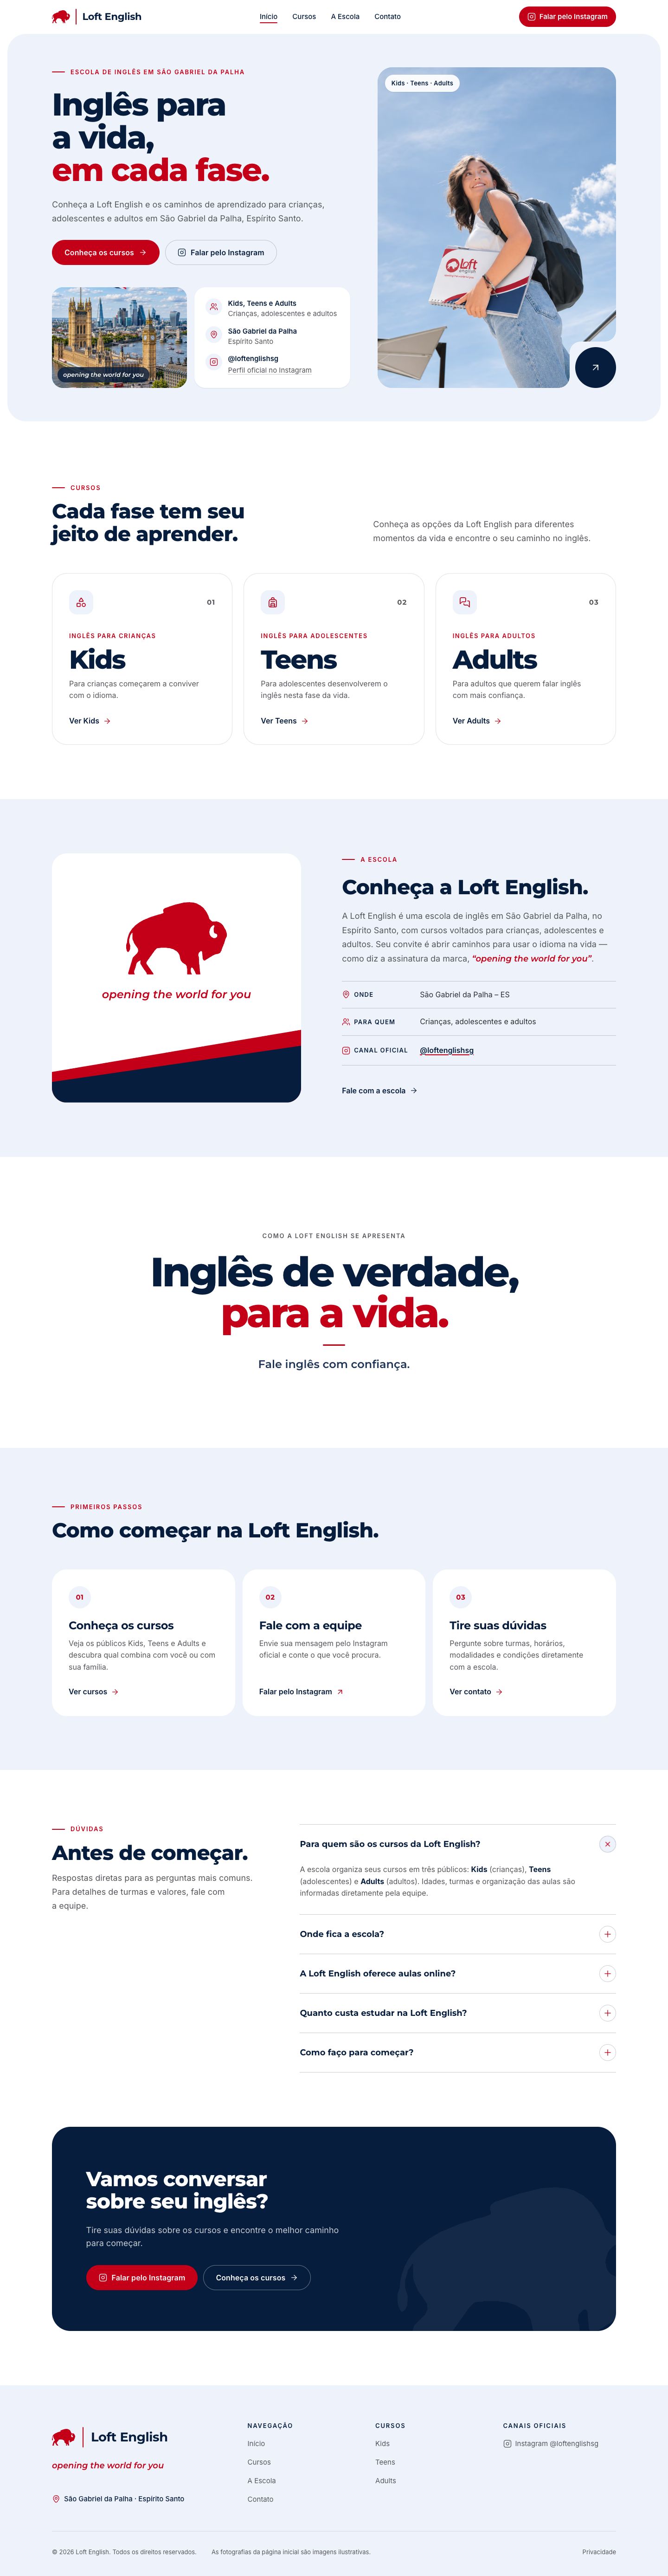 Loft English
Início
Cursos
A Escola
Contato
Falar pelo Instagram
ESCOLA DE INGLÊS EM SÃO GABRIEL DA PALHA
Inglês para
a vida,
em cada fase.
Conheça a Loft English e os caminhos de aprendizado para crianças,
adolescentes e adultos em São Gabriel da Palha, Espírito Santo.
Conheça os cursos
Falar pelo Instagram
opening the world for you
Kids, Teens e Adults
Crianças, adolescentes e adultos
São Gabriel da Palha
Espírito Santo
@loftenglishsg
Perfil oficial no Instagram
Kids · Teens · Adults
loft
CURSOS
Cada fase tem seu
jeito de aprender.
Conheça as opções da Loft English para diferentes
momentos da vida e encontre o seu caminho no inglês.
01
INGLÊS PARA CRIANÇAS
Kids
Para crianças começarem a conviver
com o idioma.
Ver Kids
02
INGLÊS PARA ADOLESCENTES
Teens
Para adolescentes desenvolverem o
inglês nesta fase da vida.
Ver Teens
03
INGLÊS PARA ADULTOS
Adults
Para adultos que querem falar inglês
com mais confiança.
Ver Adults
opening the world for you
A ESCOLA
Conheça a Loft English.
A Loft English é uma escola de inglês em São Gabriel da Palha, no
Espírito Santo, com cursos voltados para crianças, adolescentes e
adultos. Seu convite é abrir caminhos para usar o idioma na vida —
como diz a assinatura da marca, “opening the world for you”.
ONDE
São Gabriel da Palha – ES
PARA QUEM
Crianças, adolescentes e adultos
CANAL OFICIAL
@loftenglishsg
Fale com a escola
COMO A LOFT ENGLISH SE APRESENTA
Inglês de verdade,
para a vida.
Fale inglês com confiança.
PRIMEIROS PASSOS
Como começar na Loft English.
01
Conheça os cursos
Veja os públicos Kids, Teens e Adults e
descubra qual combina com você ou com
sua família.
Ver cursos
02
Fale com a equipe
Envie sua mensagem pelo Instagram
oficial e conte o que você procura.
Falar pelo Instagram
03
Tire suas dúvidas
Pergunte sobre turmas, horários,
modalidades e condições diretamente
com a escola.
Ver contato
DÚVIDAS
Antes de começar.
Respostas diretas para as perguntas mais comuns.
Para detalhes de turmas e valores, fale com
a equipe.
Para quem são os cursos da Loft English?
A escola organiza seus cursos em três públicos: Kids (crianças), Teens
(adolescentes) e Adults (adultos). Idades, turmas e organização das aulas são
informadas diretamente pela equipe.
Onde fica a escola?
A Loft English oferece aulas online?
Quanto custa estudar na Loft English?
Como faço para começar?
Vamos conversar
sobre seu inglês?
Tire suas dúvidas sobre os cursos e encontre o melhor caminho
para começar.
Falar pelo Instagram
Conheça os cursos
Loft English
opening the world for you
São Gabriel da Palha · Espírito Santo
NAVEGAÇÃO
Início
Cursos
A Escola
Contato
CURSOS
Kids
Teens
Adults
CANAIS OFICIAIS
Instagram @loftenglishsg
© 2026 Loft English. Todos os direitos reservados.
As fotografias da página inicial são imagens ilustrativas.
Privacidade